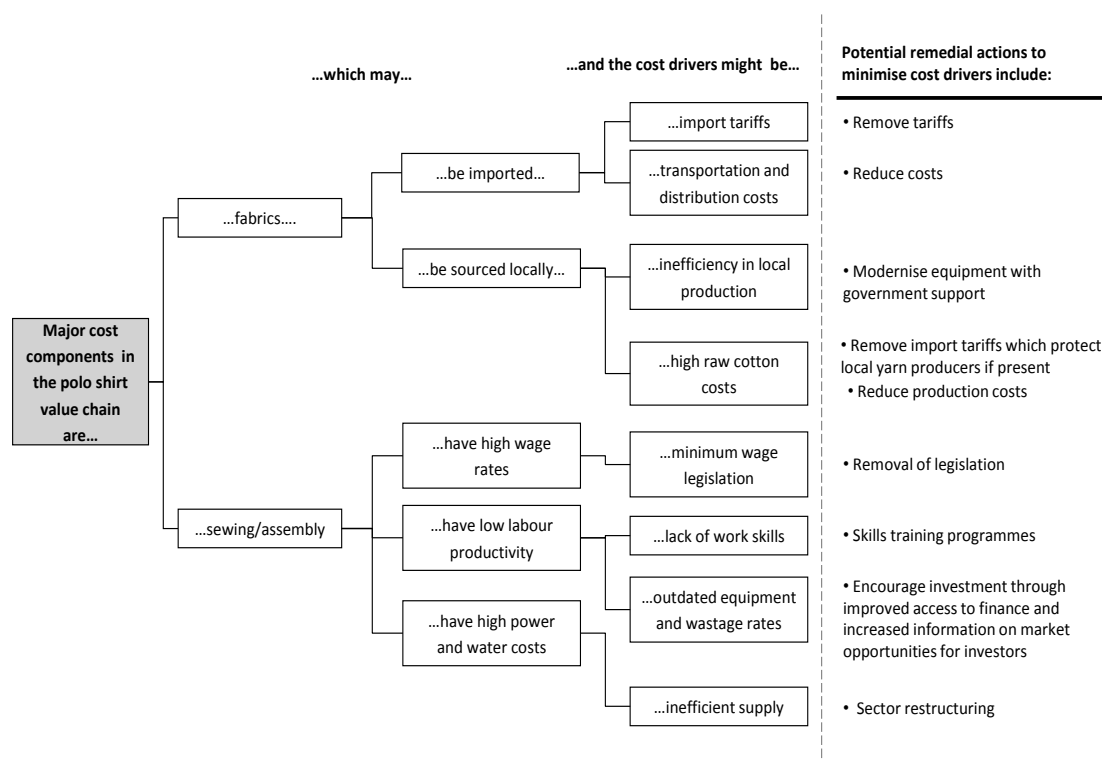 …which may…
…and the cost drivers might  be…
Potential remedial actions to
minimise cost drivers include:
Major cost
components  in
the polo shirt
value chain
are…
…fabrics….
…sewing/assembly
…be imported…
…be sourced locally…
…have high wage
rates
…have low labour
productivity
…have high power
and water costs
…import tariffs
…transportation and
distribution costs
…inefficiency in local
production
…high raw cotton
costs
…minimum wage
legislation
…lack of work skills
…outdated equipment
and wastage rates
…inefficient supply
• Remove tariffs
• Reduce costs
• Modernise equipment with
government support
• Remove import tariffs which protect
local yarn producers if present
• Reduce production costs
• Removal of legislation
• Skills training programmes
• Encourage investment through
improved access to finance and
increased information on market
opportunities for investors
• Sector restructuring